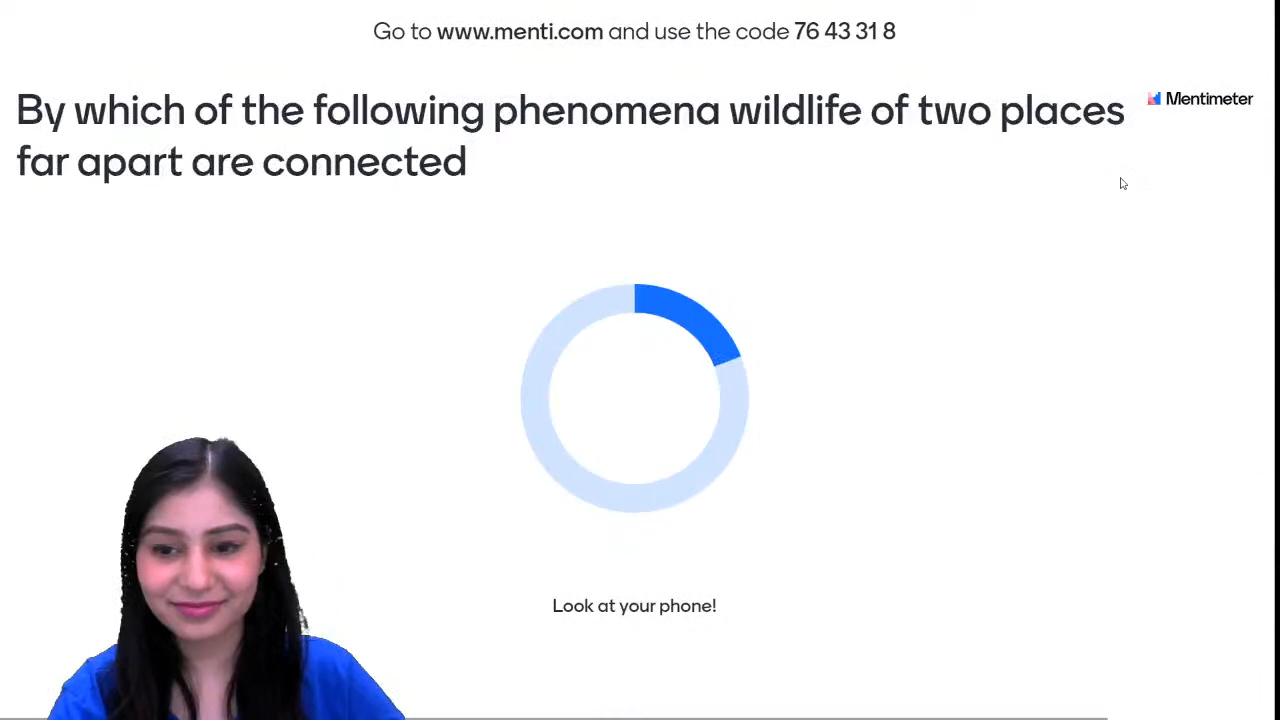 Go to www.menti.com and use the code 76 43 31 8
By which of the following phenomena wildlife of two places
far apart are connected
Mentimeter
Look at your phone!